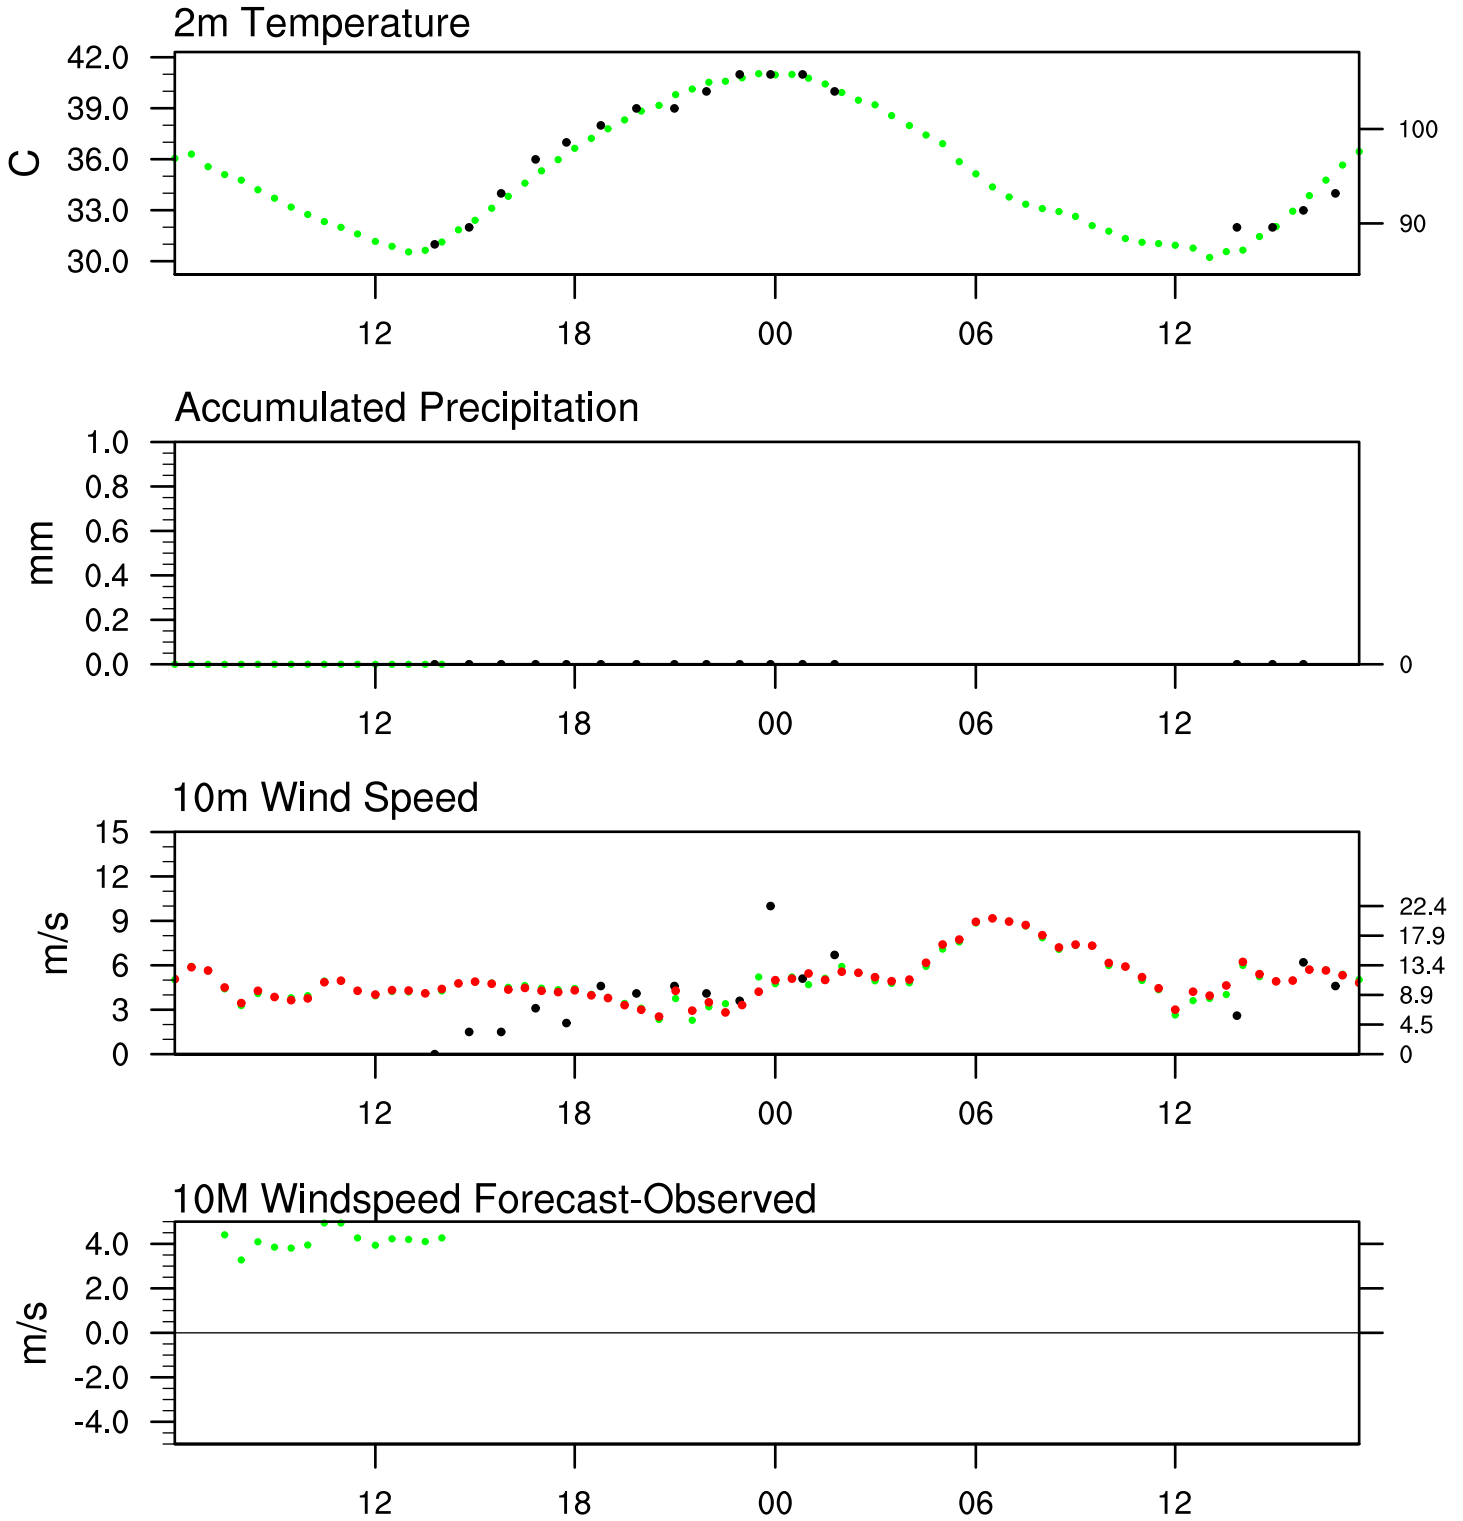 2m Temperature
42.0
39.0
36.0
33.0
30.0
C
100
90
12 18 00 06 12
Accumulated Precipitation
1.0
0.8
0.6
0.4
0.2
0.0
mm
0
12 18 00 06 12
10m Wind Speed
15
12
9
6
3
0
m/s
22.4
17.9
13.4
8.9
4.5
0
12 18 00 06 12
10M Windspeed Forecast-Observed
4.0
2.0
0.0
-2.0
-4.0
m/s
12 18 00 06 12